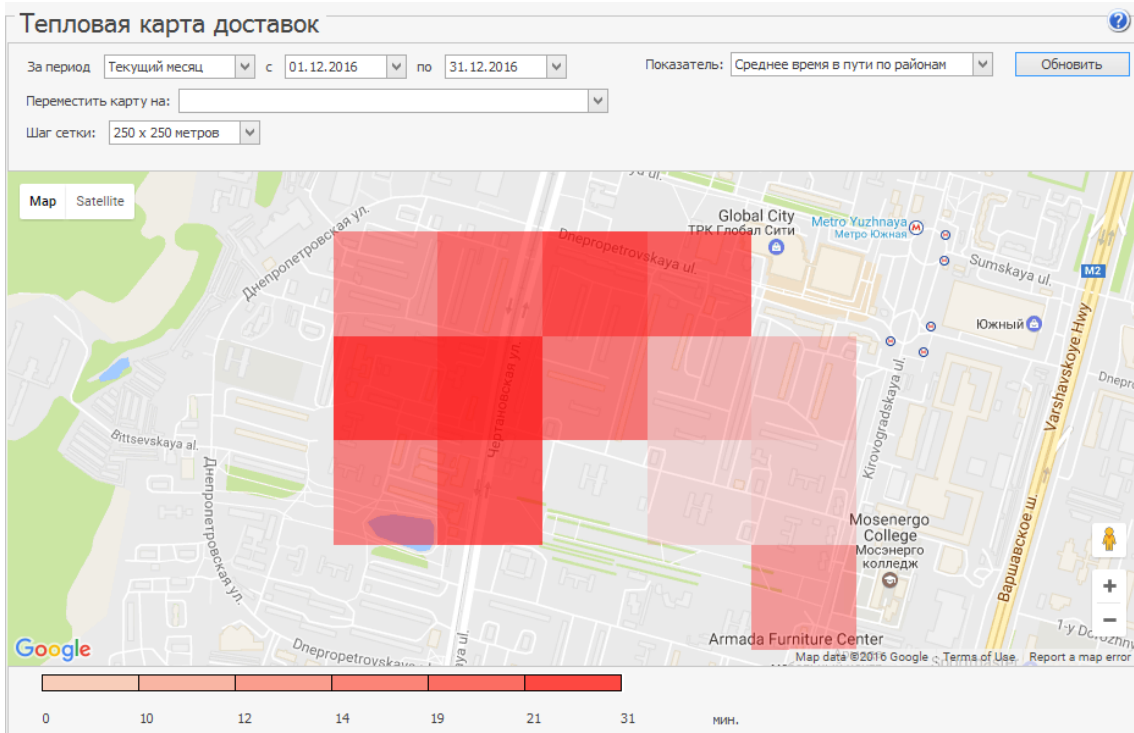 Тепловая карта доставок
За период Текущий месяц с 01.12.2016 по 31.12.2016 Показатель: Среднее время в пути по районам Обновить
Переместить карту на:
Шаг сетки: 250 x 250 метров
Map Satellite
Днепропетровская ул.
Dnepropetrovskaya ul.
Global City
ТРК Глобал Сити
Metro Yuzhnaya
Метро Южная
Sumskaya ul.
M2
Южный
Varshavskoye Hwy
Kirovogradskaya ul.
Чертановская ул.
Bittsevskaya al.
Днепропетровская ул.
Mosenergo
College
Мосэнерго
колледж
Варшавское ш.
Armada Furniture Center
Google
Map data ©2016 Google Terms of Use Report a map error
0 10 12 14 19 21 31 мин.